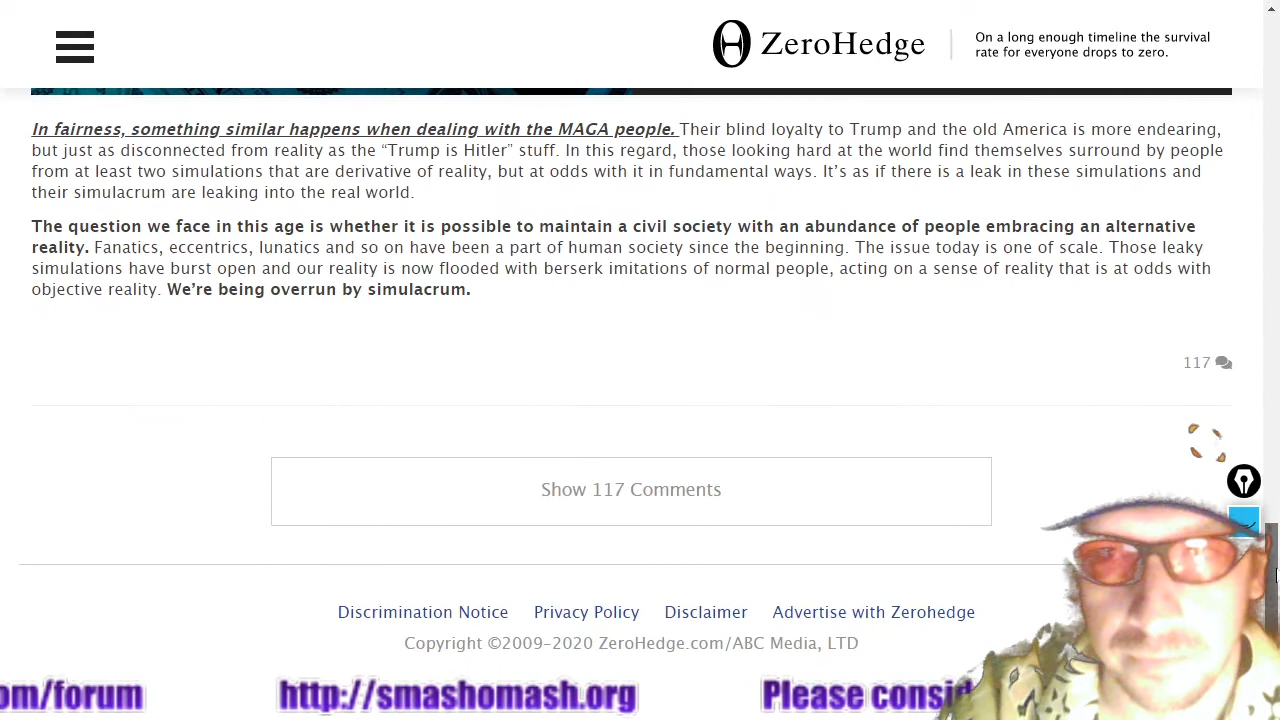 ZeroHedge
On a long enough timeline the survival
rate for everyone drops to zero.
In fairness, something similar happens when dealing with the MAGA people. Their blind loyalty to Trump and the old America is more endearing,
but just as disconnected from reality as the “Trump is Hitler” stuff. In this regard, those looking hard at the world find themselves surround by people
from at least two simulations that are derivative of reality, but at odds with it in fundamental ways. It’s as if there is a leak in these simulations and
their simulacrum are leaking into the real world.
The question we face in this age is whether it is possible to maintain a civil society with an abundance of people embracing an alternative
reality. Fanatics, eccentrics, lunatics and so on have been a part of human society since the beginning. The issue today is one of scale. Those leaky
simulations have burst open and our reality is now flooded with berserk imitations of normal people, acting on a sense of reality that is at odds with
objective reality. We’re being overrun by simulacrum.
117
Show 117 Comments
Discrimination Notice Privacy Policy Disclaimer Advertise with Zerohedge
Copyright ©2009-2020 ZeroHedge.com/ABC Media, LTD
om/forum http://smashomash.org Please consid